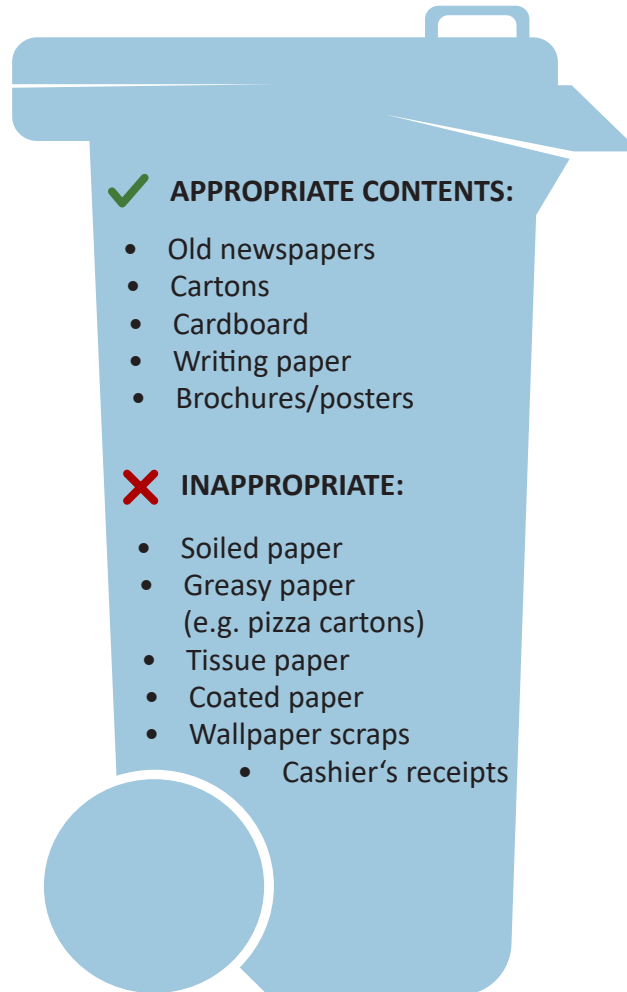 APPROPRIATE CONTENTS:
• Old newspapers
• Cartons
• Cardboard
• Writing paper
• Brochures/posters
INAPPROPRIATE:
• Soiled paper
• Greasy paper
(e.g. pizza cartons)
• Tissue paper
• Coated paper
• Wallpaper scraps
• Cashier‘s receipts